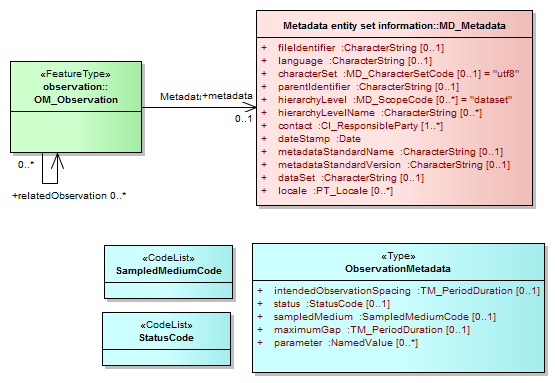 Metadata entity set information::MD_Metadata
+ fileIdentifier :CharacterString [0..1]
+ language :CharacterString [0..1]
+ characterSet :MD_CharacterSetCode [0..1] = "utf8"
+ parentIdentifier :CharacterString [0..1]
+ hierarchyLevel :MD_ScopeCode [0..*] = "dataset"
+ hierarchyLevelName :CharacterString [0..*]
+ contact :CI_ResponsibleParty [1..*]
+ dateStamp :Date
+ metadataStandardName :CharacterString [0..1]
+ metadataStandardVersion :CharacterString [0..1]
+ dataSet :CharacterString [0..1]
+ locale :PT_Locale [0..*]
«FeatureType»
observation::
OM_Observation
Metadata +metadata
0..1
0..*
+relatedObservation 0..*
«CodeList»
SampledMediumCode
«CodeList»
StatusCode
«Type»
ObservationMetadata
+ intendedObservationSpacing :TM_PeriodDuration [0..1]
+ status :StatusCode [0..1]
+ sampledMedium :SampledMediumCode [0..1]
+ maximumGap :TM_PeriodDuration [0..1]
+ parameter :NamedValue [0..*]